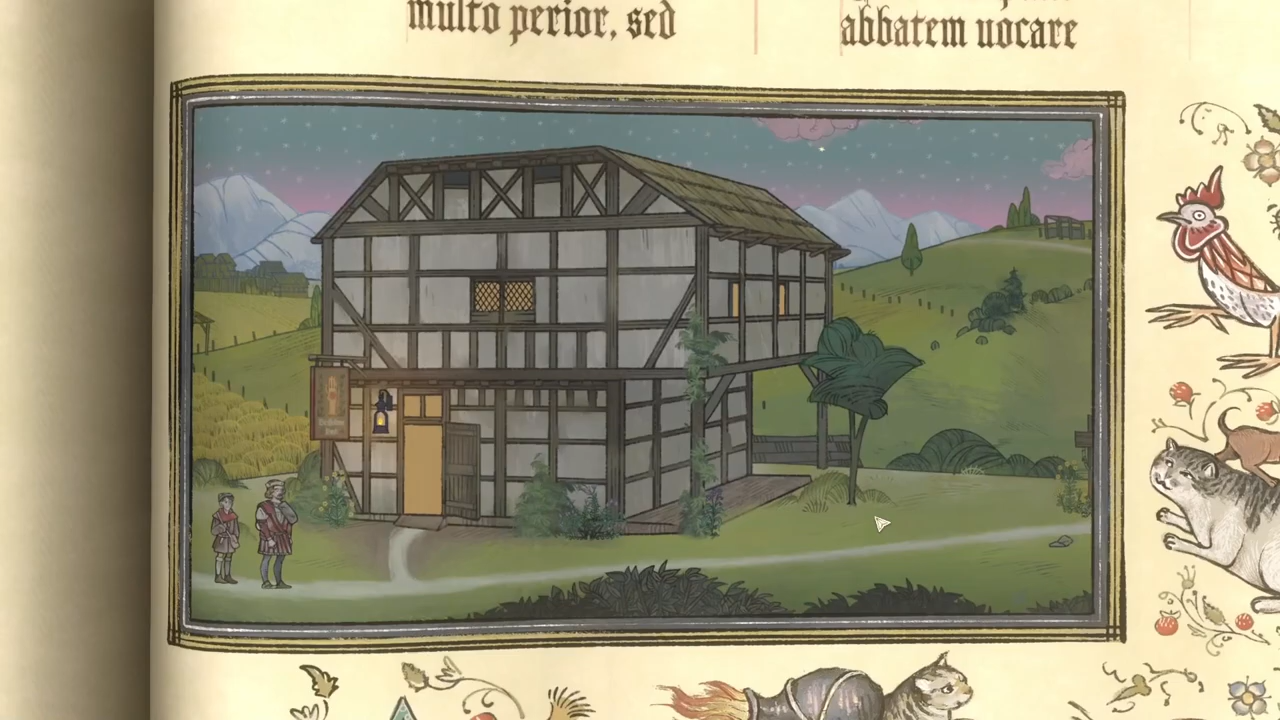 multo perior, sed
abbatem uocare